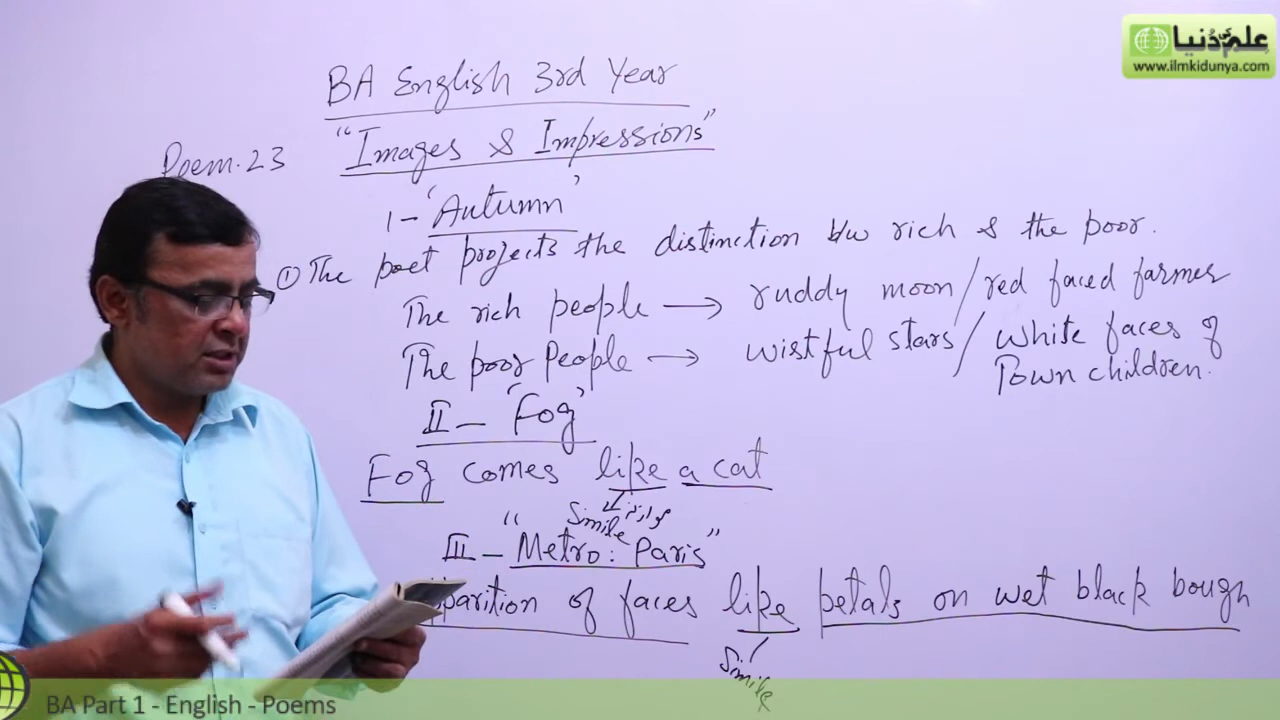 علم کی دُنیا
www.ilmkidunya.com
BA English 3rd Year
"Images & Impressions"
Poem.23
1- 'Autumn'
① The poet projects the distinction b/w rich & the poor.
The rich people → ruddy moon/red faced farmer
The poor People → wistful stars/white faces of
Town children.
II- 'Fog'
Fog comes like a cat
Simile موازنہ
III- "Metro: Paris"
parition of faces like petals on wet black bough
Simile
BA Part 1 - English - Poems